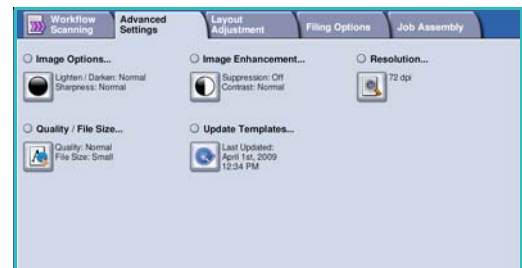 Workflow
Scanning
Advanced
Settings
Layout
Adjustment
Filing Options
Job Assembly
Image Options...
Lighten / Darken: Normal
Sharpness: Normal
Image Enhancement...
Suppression: Off
Contrast: Normal
Resolution...
72 dpi
Quality / File Size...
Quality: Normal
File Size: Small
Update Templates...
Last Updated:
April 1st, 2009
12:34 PM